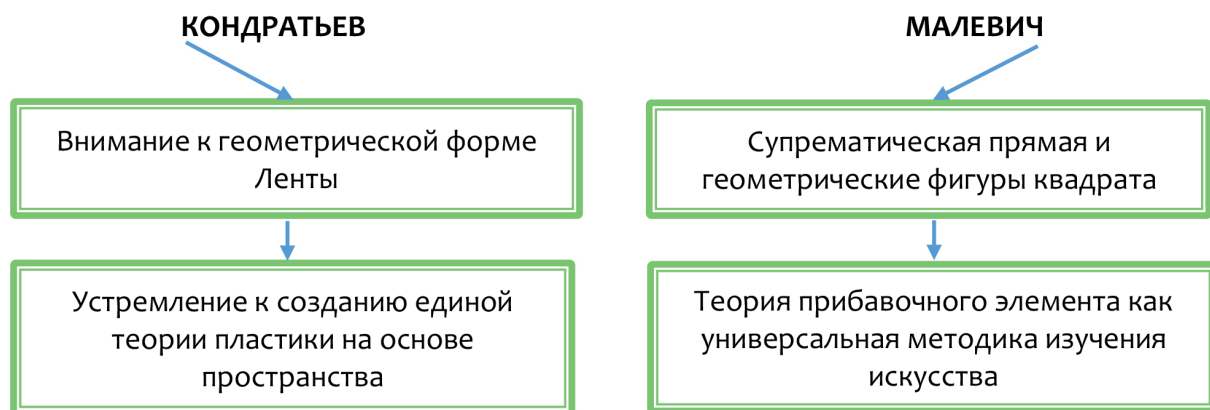 КОНДРАТЬЕВ
Внимание к геометрической форме
Ленты
Устремление к созданию единой
теории пластики на основе
пространства
МАЛЕВИЧ
Супрематическая прямая и
геометрические фигуры квадрата
Теория прибавочного элемента как
универсальная методика изучения
искусства